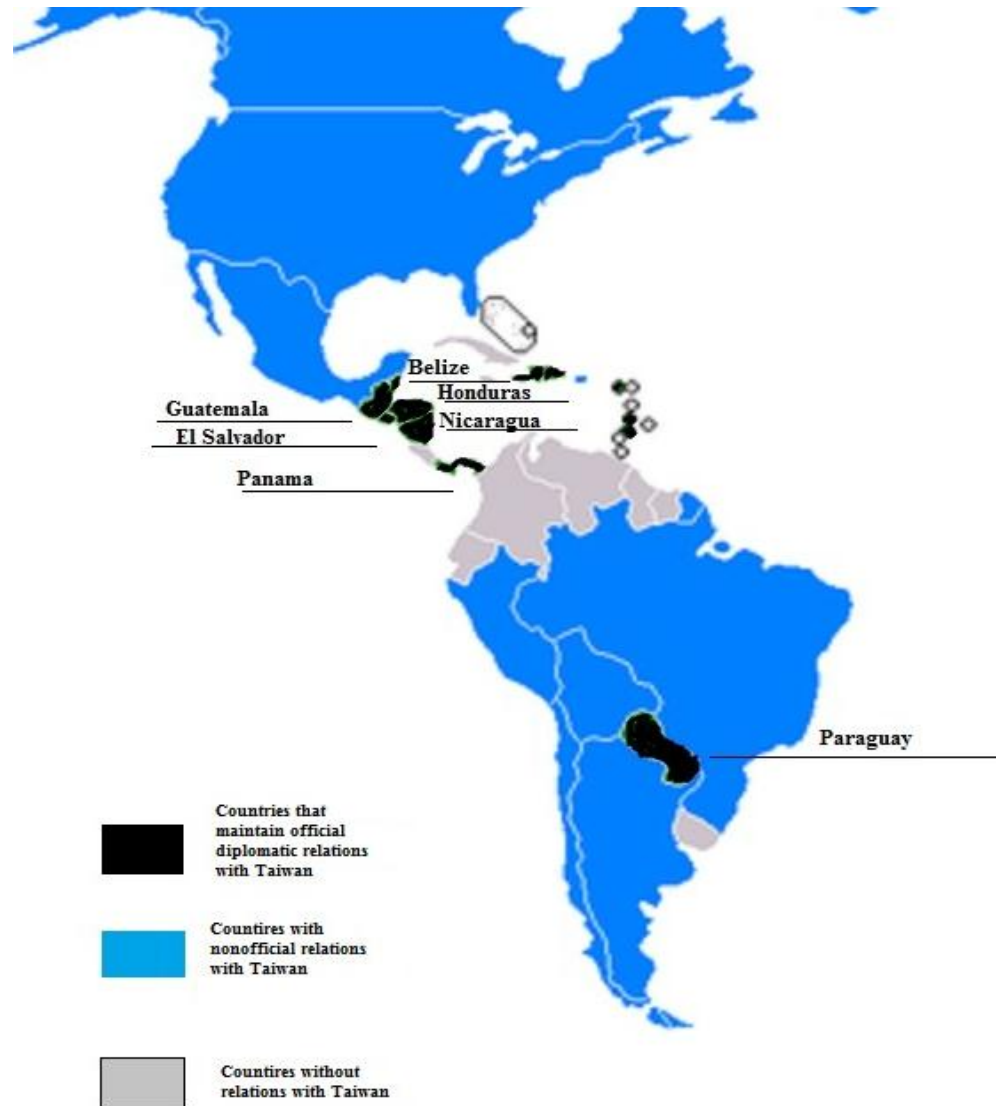 Belize
Honduras
Guatemala
Nicaragua
El Salvador
Panama
Paraguay
Countries that
maintain official
diplomatic relations
with Taiwan
Countires with
nonofficial relations
with Taiwan
Countires without
relations with Taiwan